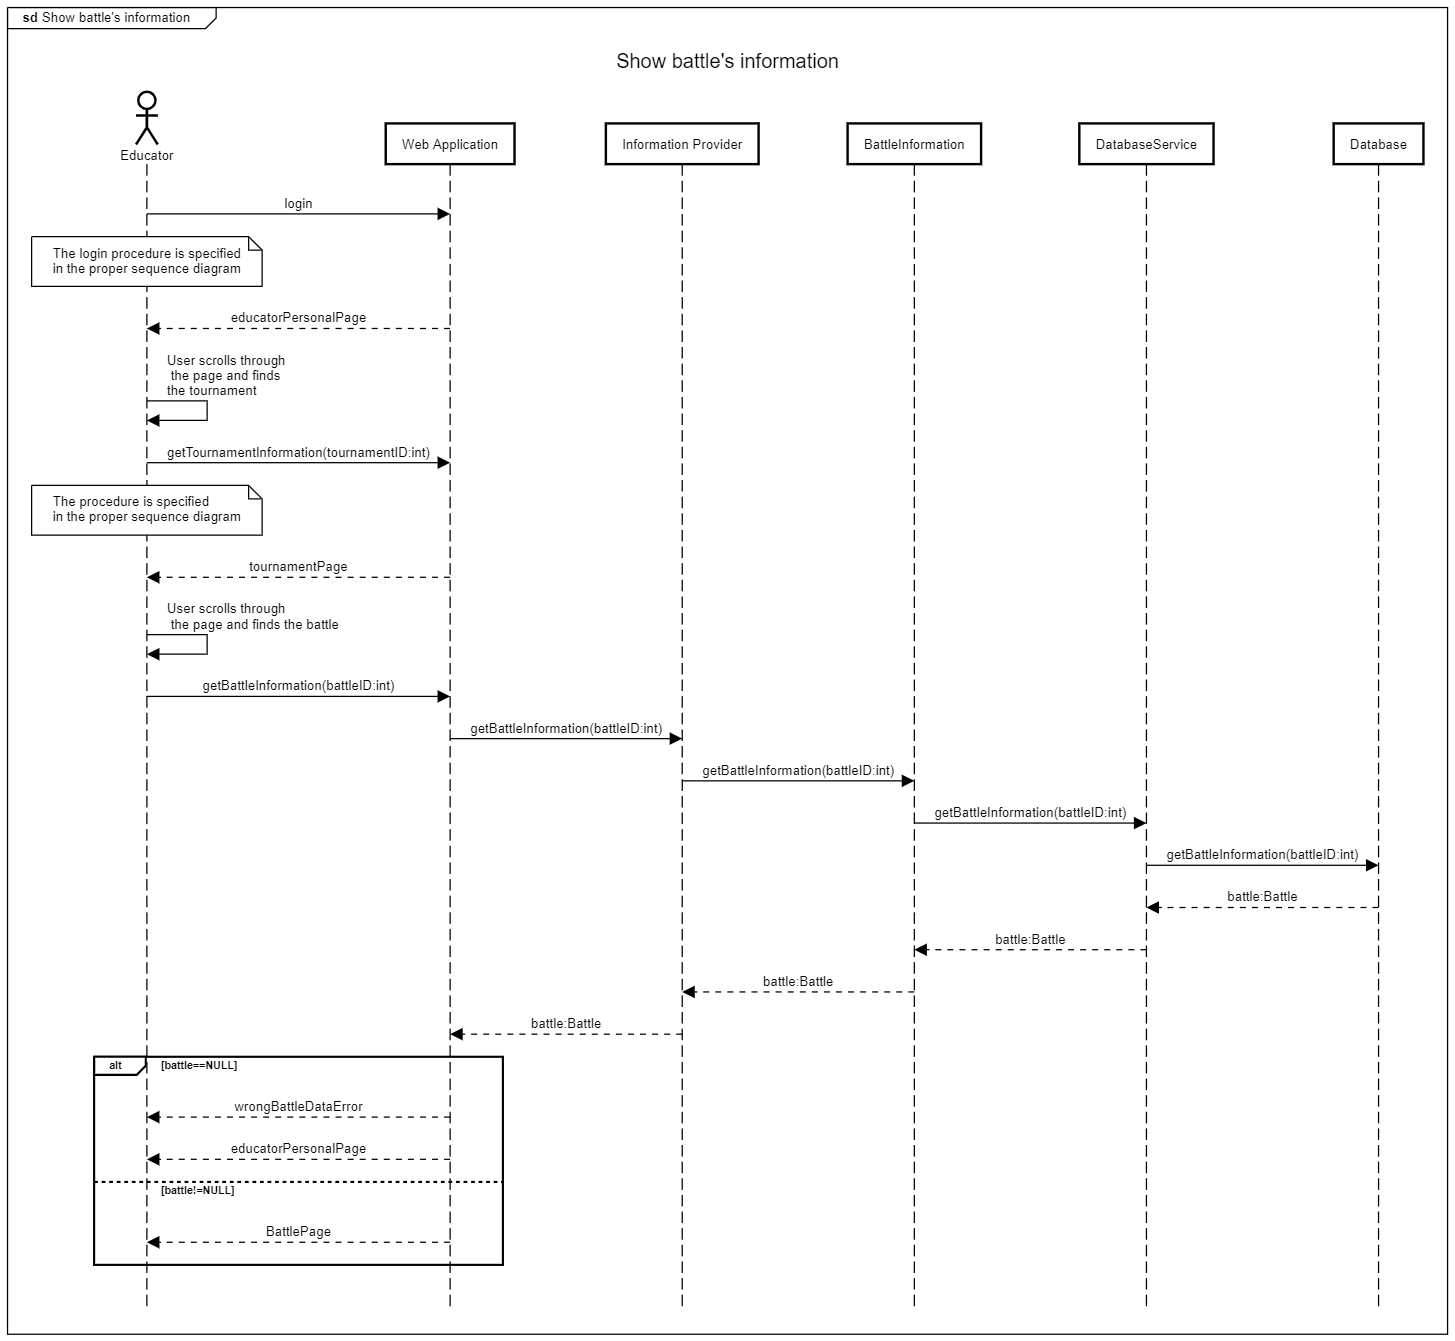 sd Show battle's information
Show battle's information
Educator
Web Application
Information Provider
BattleInformation
DatabaseService
Database
login
The login procedure is specified
in the proper sequence diagram
educatorPersonalPage
User scrolls through
the page and finds
the tournament
getTournamentInformation(tournamentID:int)
The procedure is specified
in the proper sequence diagram
tournamentPage
User scrolls through
the page and finds the battle
getBattleInformation(battleID:int)
getBattleInformation(battleID:int)
getBattleInformation(battleID:int)
getBattleInformation(battleID:int)
getBattleInformation(battleID:int)
battle:Battle
battle:Battle
battle:Battle
battle:Battle
alt [battle==NULL]
wrongBattleDataError
educatorPersonalPage
[battle!=NULL]
BattlePage